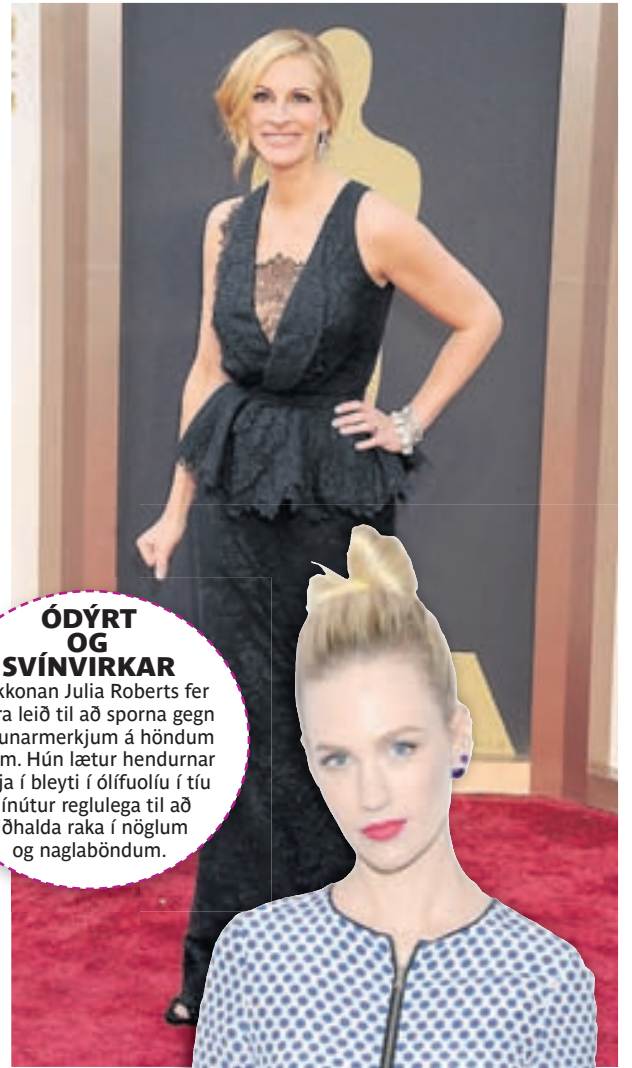 ÓDÝRT
OG
SVÍNVIRKAR
kkonan Julia Roberts fer
ra leið til að sporna gegn
unarmerkjum á höndum
m. Hún lætur hendurnar
ja í bleyti í ólífuolíu í tíu
ínútur reglulega til að
ðhalda raka í nöglum
og naglaböndum.